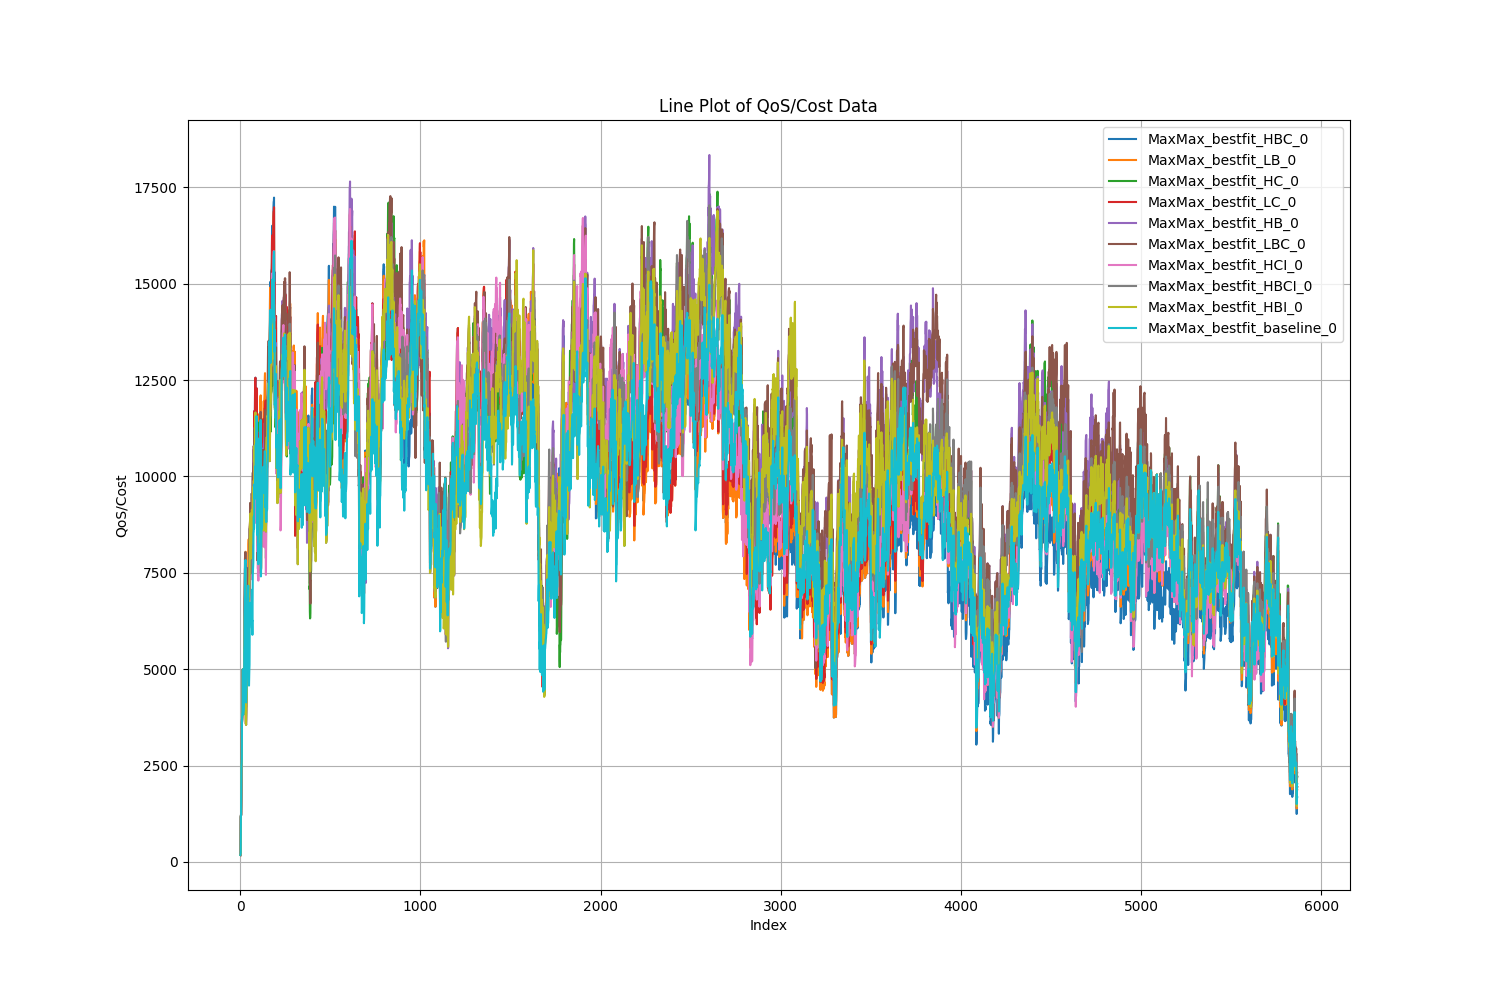 Line Plot of QoS/Cost Data
MaxMax_bestfit_HBC_0
MaxMax_bestfit_LB_0
MaxMax_bestfit_HC_0
MaxMax_bestfit_LC_0
MaxMax_bestfit_HB_0
MaxMax_bestfit_LBC_0
MaxMax_bestfit_HCI_0
MaxMax_bestfit_HBCI_0
MaxMax_bestfit_HBI_0
MaxMax_bestfit_baseline_0
QoS/Cost
17500
15000
12500
10000
7500
5000
2500
0
0 1000 2000 3000 4000 5000 6000
Index